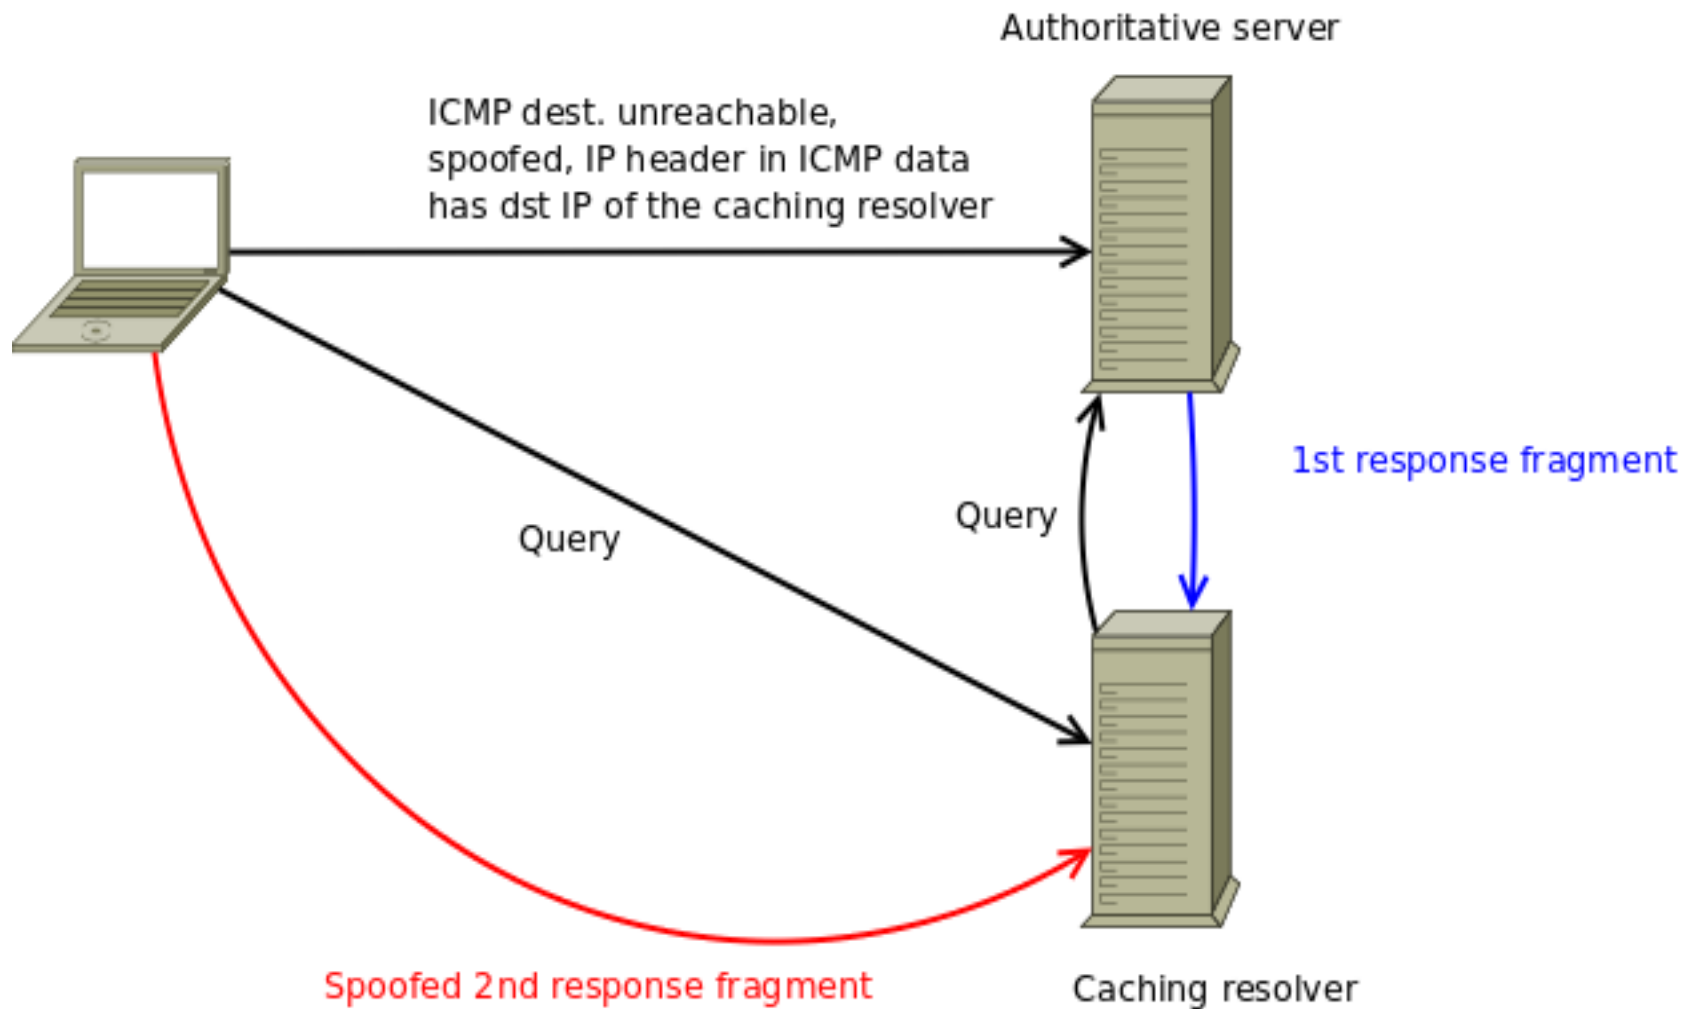 Authoritative server
ICMP dest. unreachable,
spoofed, IP header in ICMP data
has dst IP of the caching resolver
1st response fragment
Query
Query
Spoofed 2nd response fragment
Caching resolver